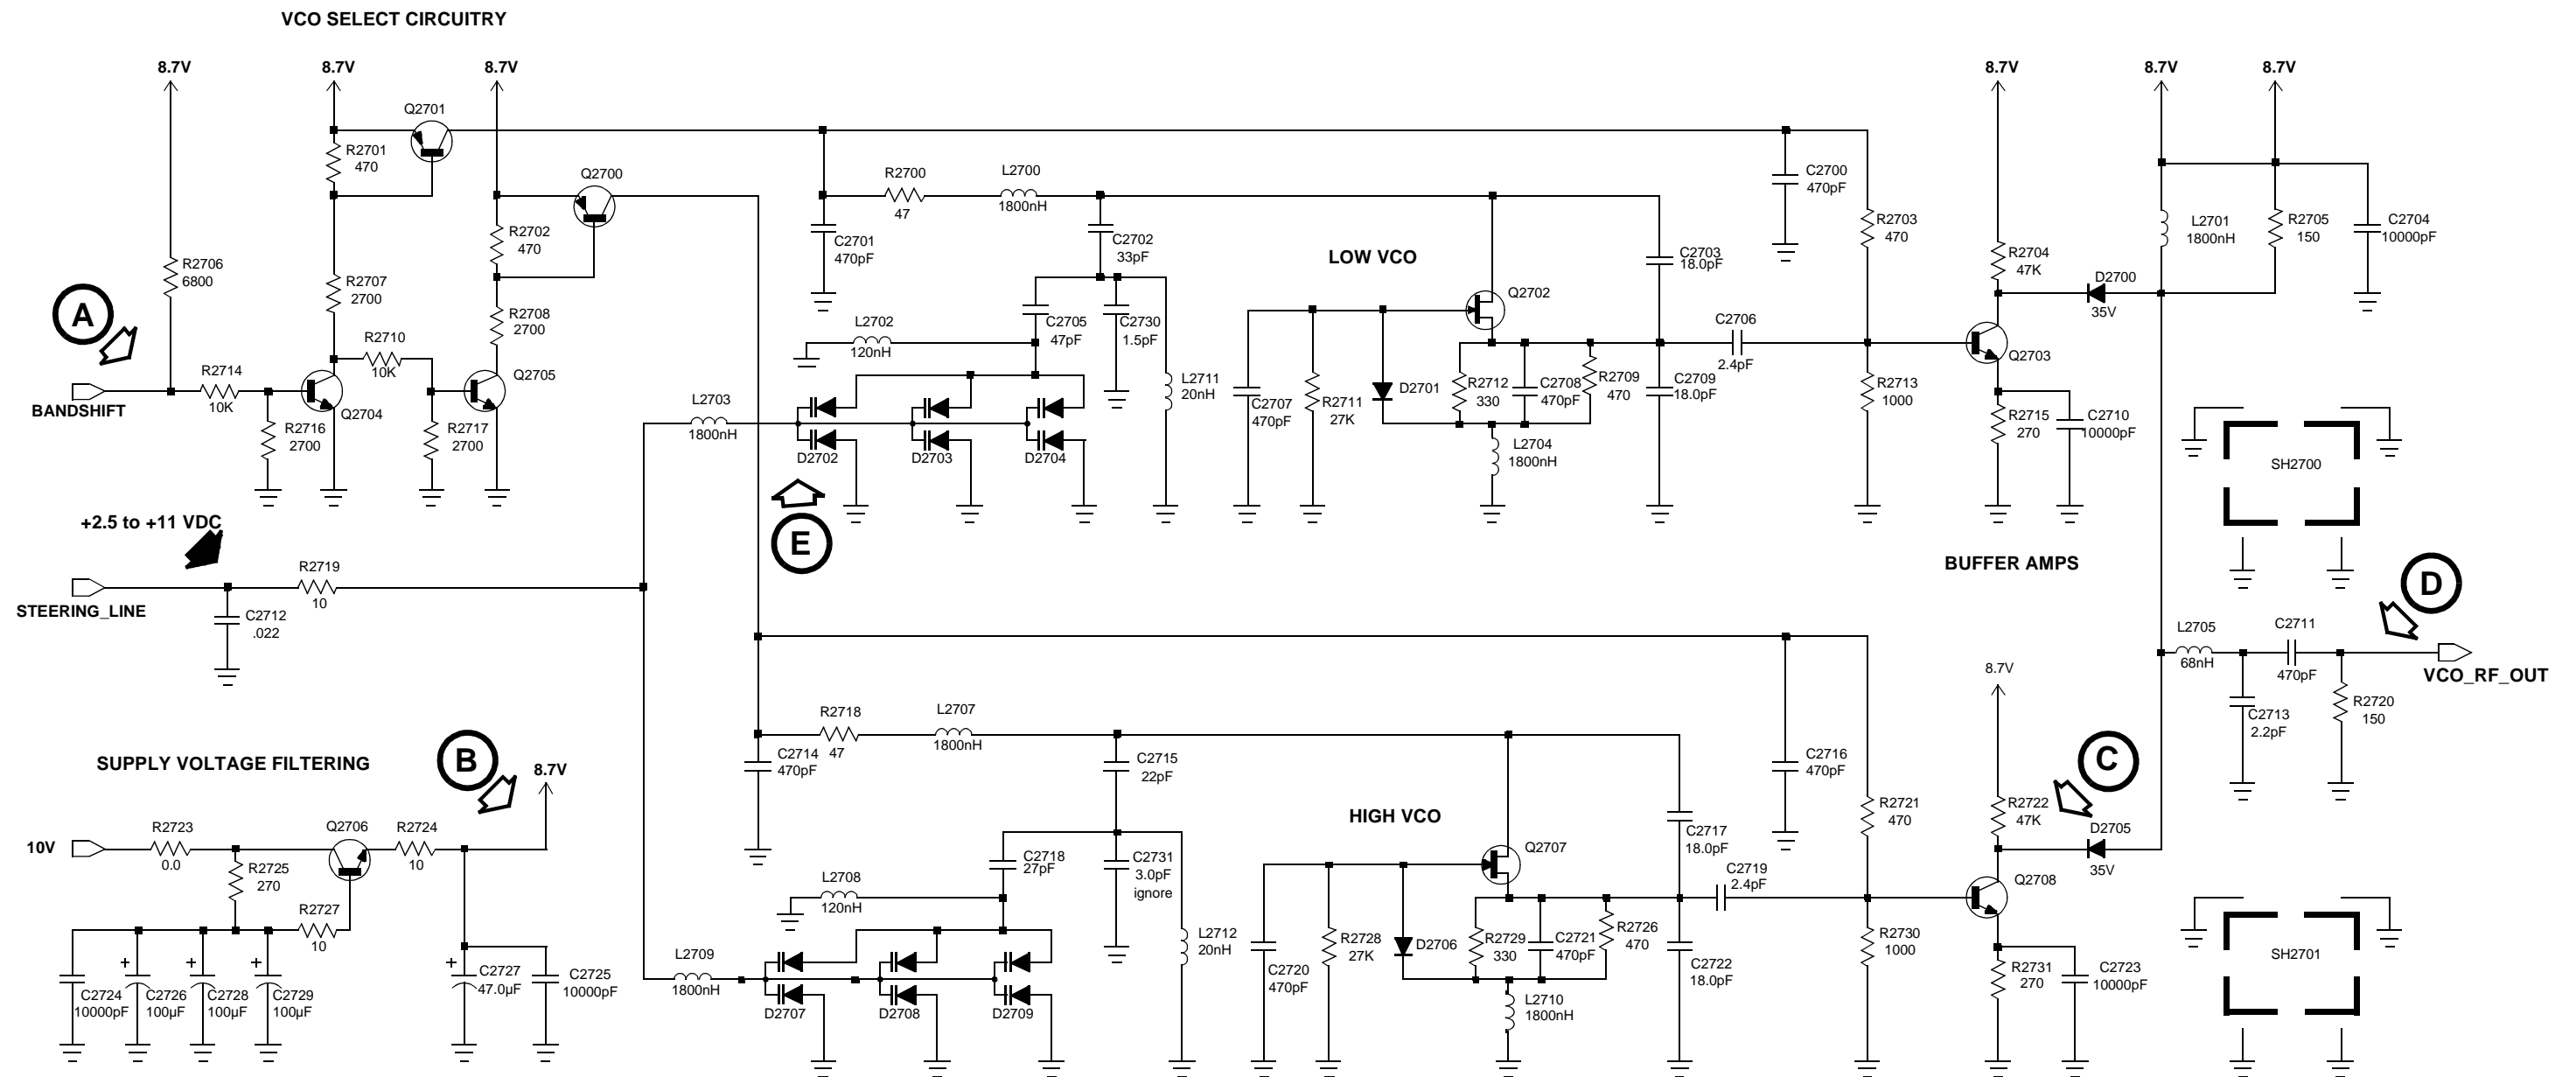 VCO SELECT CIRCUITRY
8.7V
8.7V
8.7V
8.7V
8.7V
8.7V
Q2701
R2701
470
Q2700
R2700
47
L2700
1800nH
C2700
470pF
R2702
470
C2701
470pF
C2702
33pF
LOW VCO
C2703
18.0pF
R2703
470
R2704
47K
L2701
1800nH
R2705
150
C2704
10000pF
R2706
6800
R2707
2700
R2708
2700
D2700
35V
A
Q2702
L2702
120nH
C2705
47pF
C2730
1.5pF
C2706
2.4pF
R2710
10K
Q2703
R2714
10K
BANDSHIFT
Q2704
Q2705
R2716
2700
R2717
2700
L2703
1800nH
D2702
D2703
D2704
L2711
20nH
C2707
470pF
R2711
27K
D2701
R2712
330
C2708
470pF
R2709
470
C2709
18.0pF
L2704
1800nH
R2713
1000
R2715
270
C2710
10000pF
SH2700
+2.5 to +11 VDC
E
BUFFER AMPS
D
STEERING_LINE
R2719
10
C2712
.022
L2705
68nH
C2711
470pF
VCO_RF_OUT
C2713
2.2pF
R2720
150
8.7V
SUPPLY VOLTAGE FILTERING
B
8.7V
10V
R2723
0.0
Q2706
R2724
10
R2725
270
R2727
10
+
+
+
+
C2724
10000pF
C2726
100µF
C2728
100µF
C2729
100µF
C2727
47.0µF
C2725
10000pF
R2718
47
L2707
1800nH
C2714
470pF
C2715
22pF
C2716
470pF
HIGH VCO
C2717
18.0pF
R2721
470
R2722
47K
C
D2705
35V
Q2707
C2718
27pF
C2731
3.0pF
ignore
L2708
120nH
C2719
2.4pF
Q2708
L2709
1800nH
D2707
D2708
D2709
L2712
20nH
C2720
470pF
R2728
27K
D2706
R2729
330
C2721
470pF
R2726
470
C2722
18.0pF
L2710
1800nH
R2730
1000
R2731
270
C2723
10000pF
SH2701